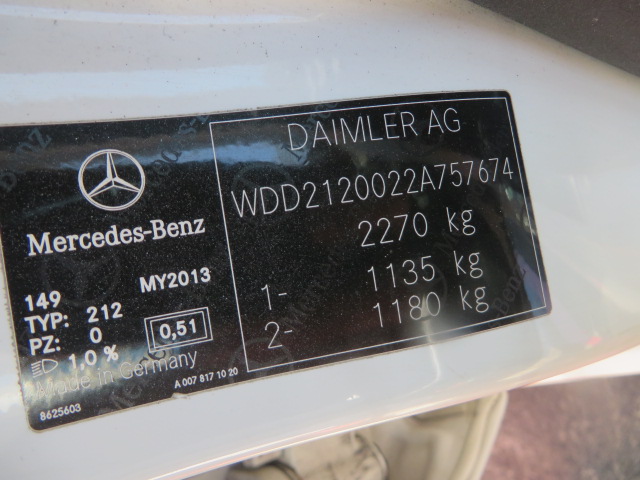 Mercedes-Benz
149 MY2013
TYP: 212
PZ: 0 0,51
1,0 %
Made in Germany
8625603 A 007 817 10 20
DAIMLER AG
WDD2120022A757674
2270 kg
1- 1135 kg
2- 1180 kg